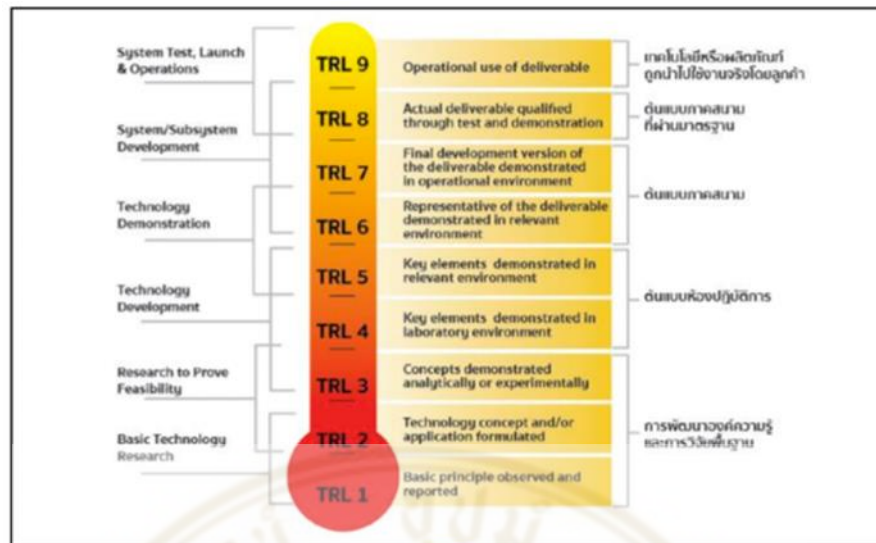 System Test, Launch
& Operations
System/Subsystem
Development
Technology
Demonstration
Technology
Development
Research to Prove
Feasibility
Basic Technology
Research
TRL 9
TRL 8
TRL 7
TRL 6
TRL 5
TRL 4
TRL 3
TRL 2
TRL 1
Operational use of deliverable
Actual deliverable qualified
through test and demonstration
Final development version of
the deliverable demonstrated
in operational environment
Representative of the deliverable
demonstrated in relevant
environment
Key elements demonstrated in
relevant environment
Key elements demonstrated in
laboratory environment
Concepts demonstrated
analytically or experimentally
Technology concept and/or
application formulated
Basic principle observed and
reported
เทคโนโลยีหรือผลิตภัณฑ์
ถูกนำไปใช้งานจริงโดยลูกค้า
ต้นแบบภาคสนาม
ที่ผ่านมาตรฐาน
ต้นแบบภาคสนาม
ต้นแบบห้องปฏิบัติการ
การพัฒนาองค์ความรู้
และการวิจัยพื้นฐาน